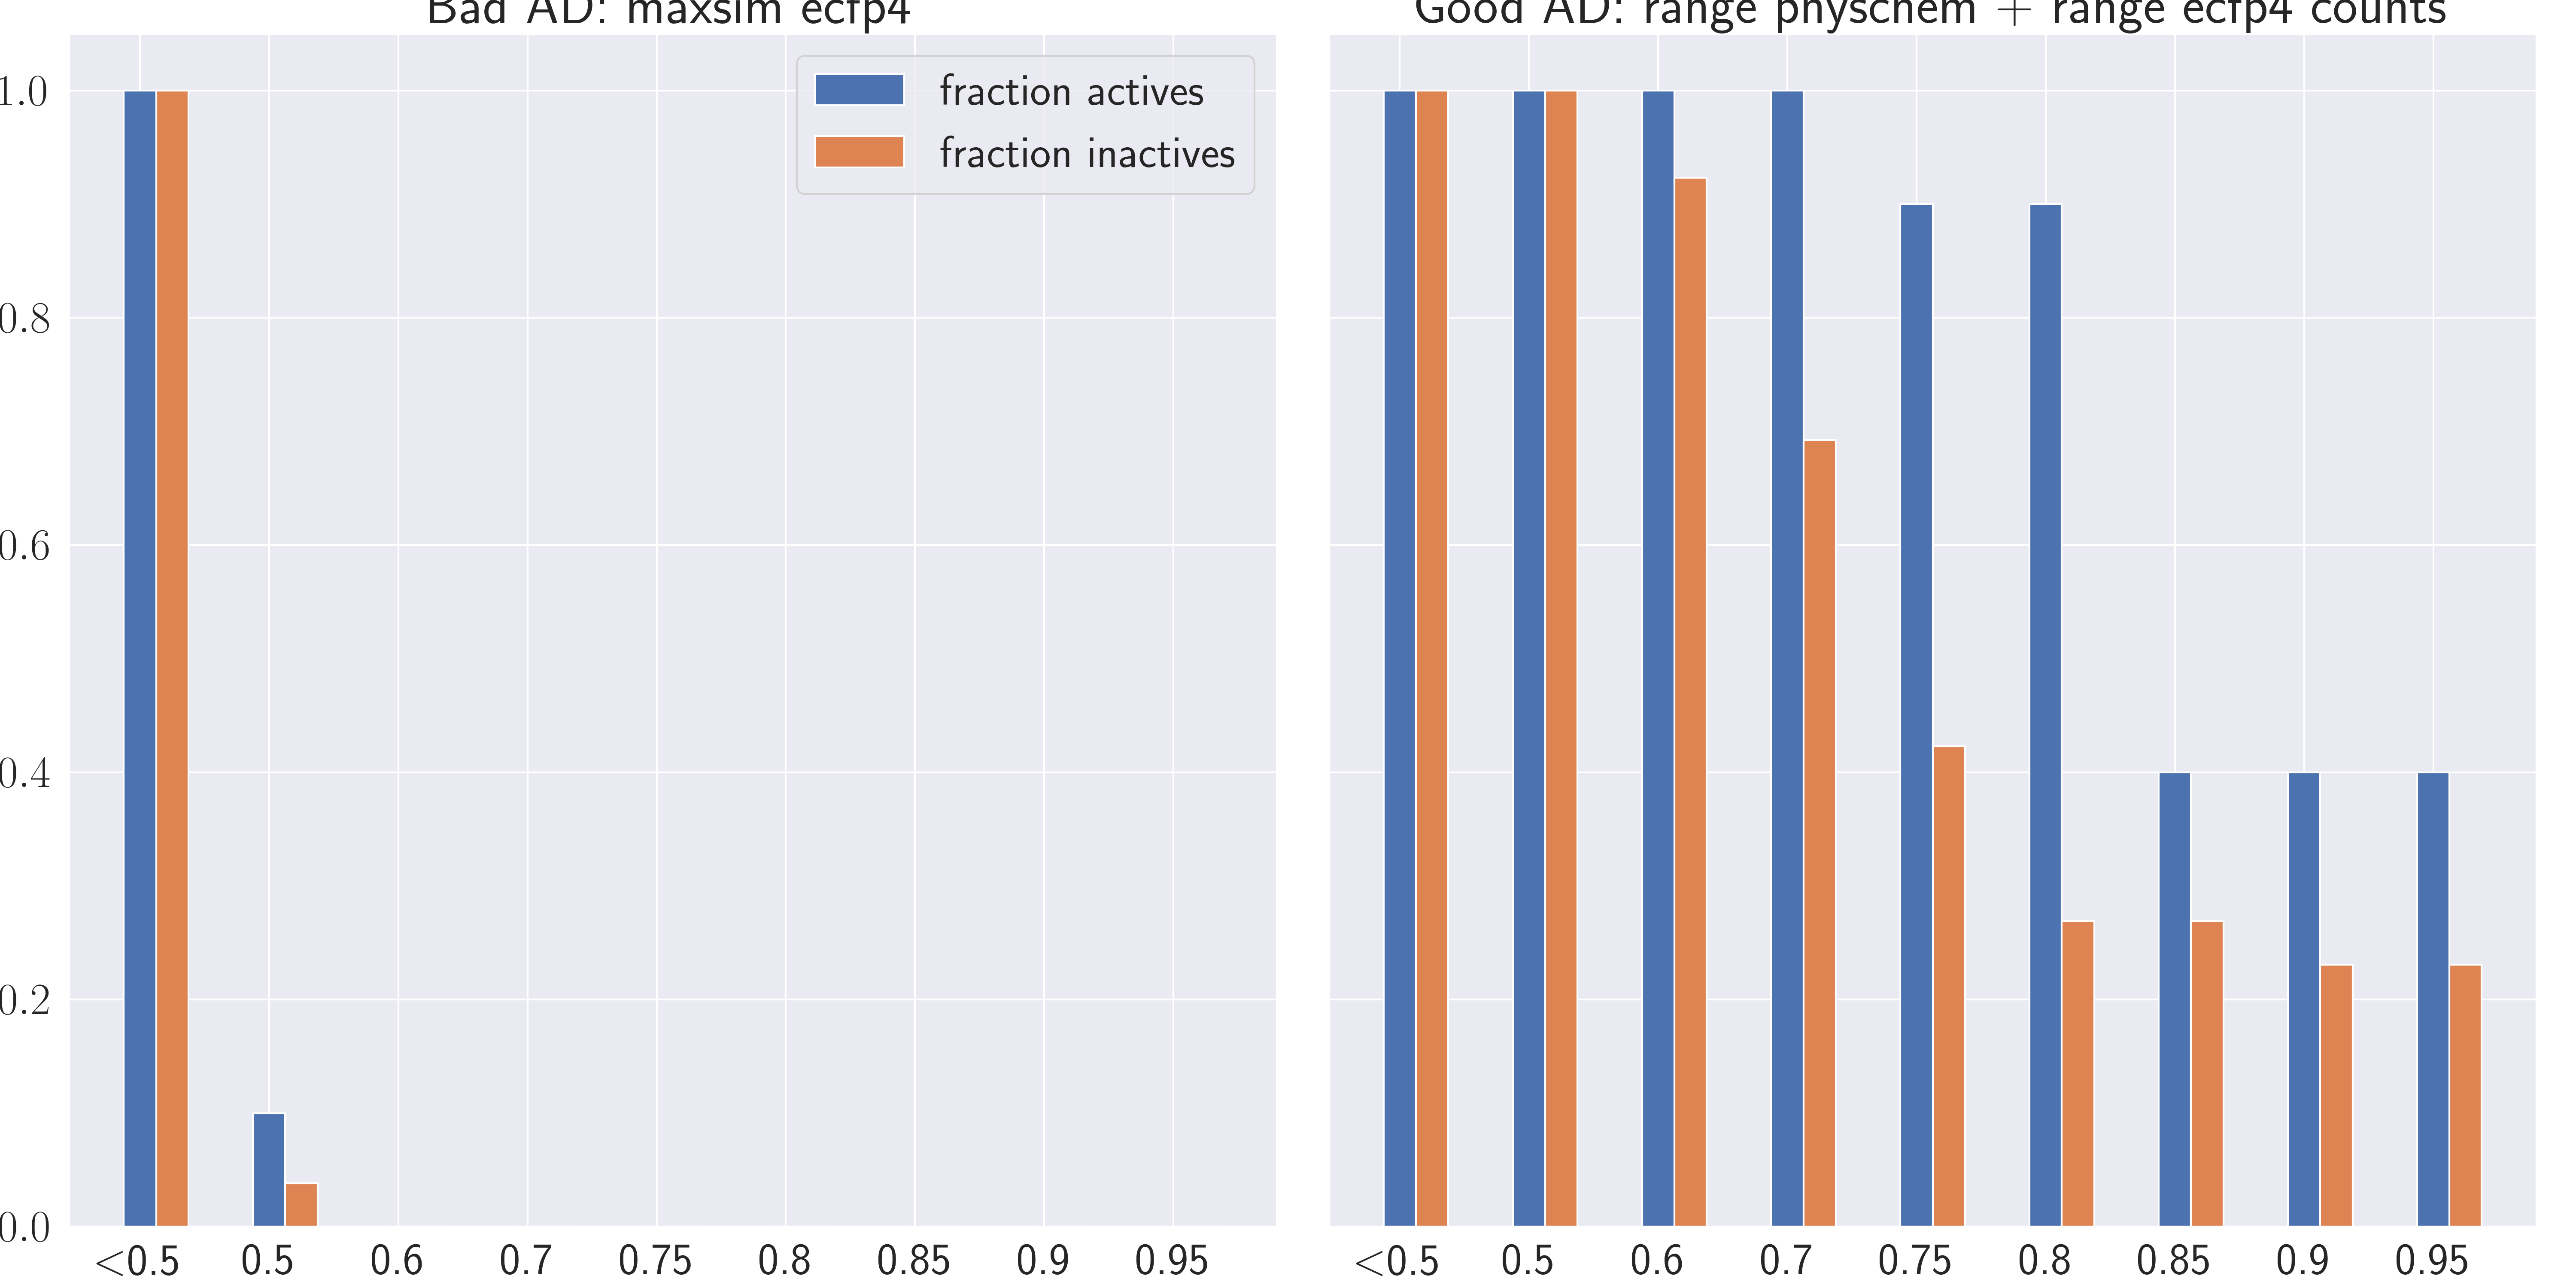 Bad AD: maxsim ecfp4
Good AD: range physchem + range ecfp4 counts
fraction actives
fraction inactives
1.0
0.8
0.6
0.4
0.2
0.0
<0.5 0.5 0.6 0.7 0.75 0.8 0.85 0.9 0.95
<0.5 0.5 0.6 0.7 0.75 0.8 0.85 0.9 0.95